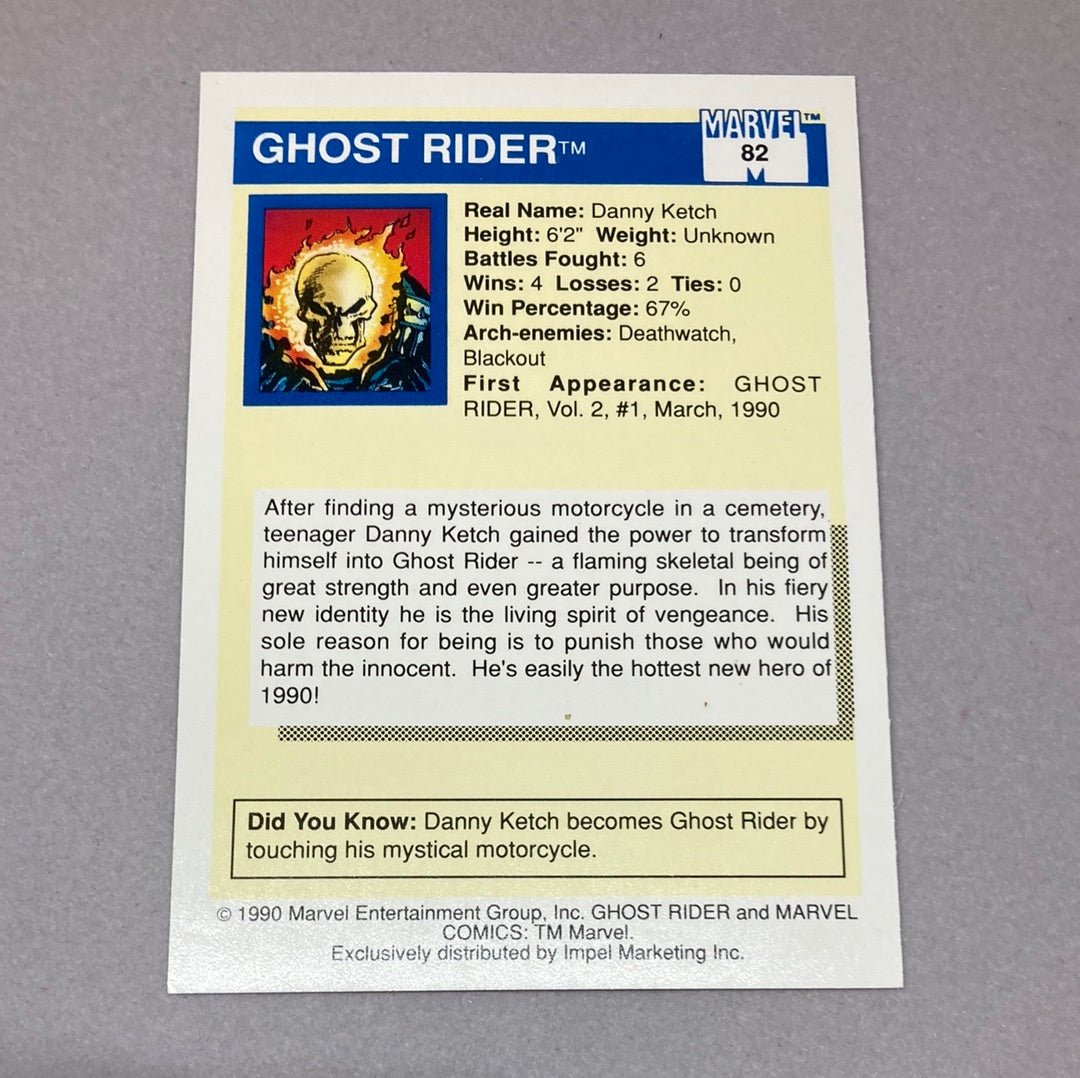 GHOST RIDER™
MARVEL™
82
Real Name: Danny Ketch
Height: 6'2" Weight: Unknown
Battles Fought: 6
Wins: 4 Losses: 2 Ties: 0
Win Percentage: 67%
Arch-enemies: Deathwatch,
Blackout
First Appearance: GHOST
RIDER, Vol. 2, #1, March, 1990
After finding a mysterious motorcycle in a cemetery,
teenager Danny Ketch gained the power to transform
himself into Ghost Rider -- a flaming skeletal being of
great strength and even greater purpose. In his fiery
new identity he is the living spirit of vengeance. His
sole reason for being is to punish those who would
harm the innocent. He's easily the hottest new hero of
1990!
Did You Know: Danny Ketch becomes Ghost Rider by
touching his mystical motorcycle.
© 1990 Marvel Entertainment Group, Inc. GHOST RIDER and MARVEL
COMICS: TM Marvel.
Exclusively distributed by Impel Marketing Inc.